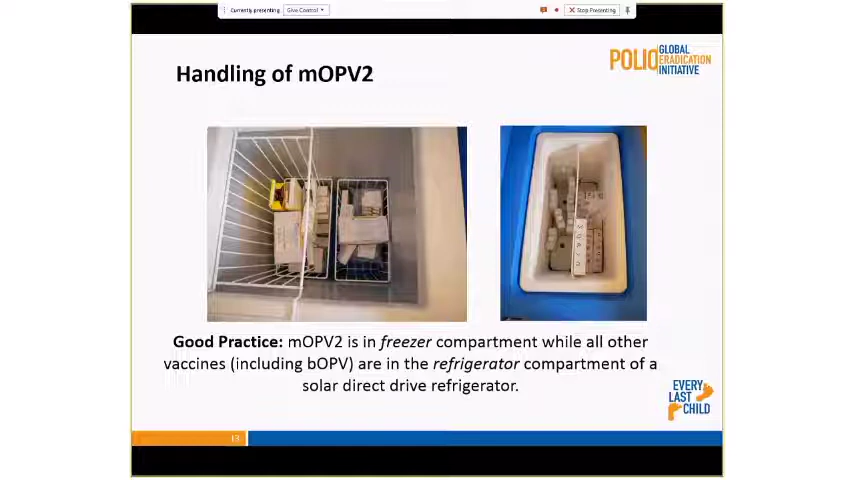 Currently presenting
Give Control
Stop Presenting
Handling of mOPV2
POLIO GLOBAL
ERADICATION
INITIATIVE
Good Practice: mOPV2 is in freezer compartment while all other
vaccines (including bOPV) are in the refrigerator compartment of a
solar direct drive refrigerator.
EVERY
LAST
CHILD
13